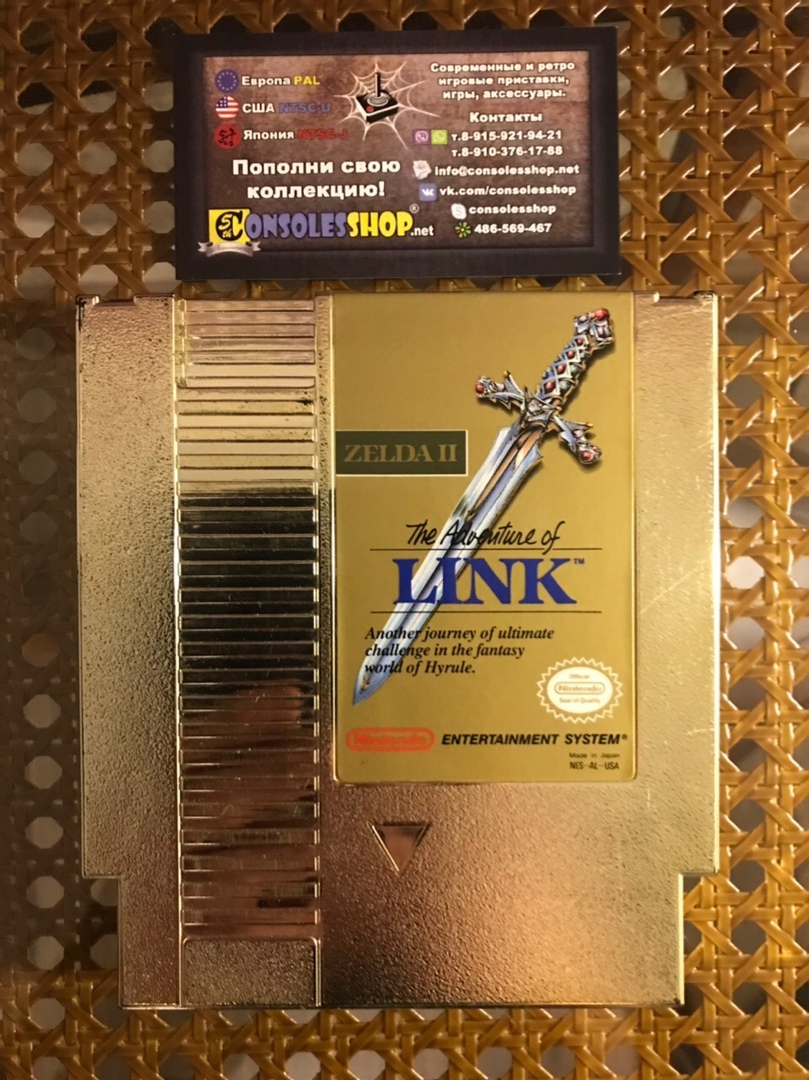 Европа PAL
США NTSC-U
Япония NTSC-J
Пополни свою
коллекцию!
CONSOLESSHOP.net
®
Современные и ретро
игровые приставки,
игры, аксессуары.
Контакты
т.8-915-921-94-21
т.8-910-376-17-88
info@consolesshop.net
vk.com/consolesshop
consolesshop
486-569-467
ZELDA II
The Adventure of
LINK™
Another journey of ultimate
challenge in the fantasy
world of Hyrule.
Official
Nintendo
Seal of Quality
Nintendo ENTERTAINMENT SYSTEM®
Made in Japan
NES-AL-USA